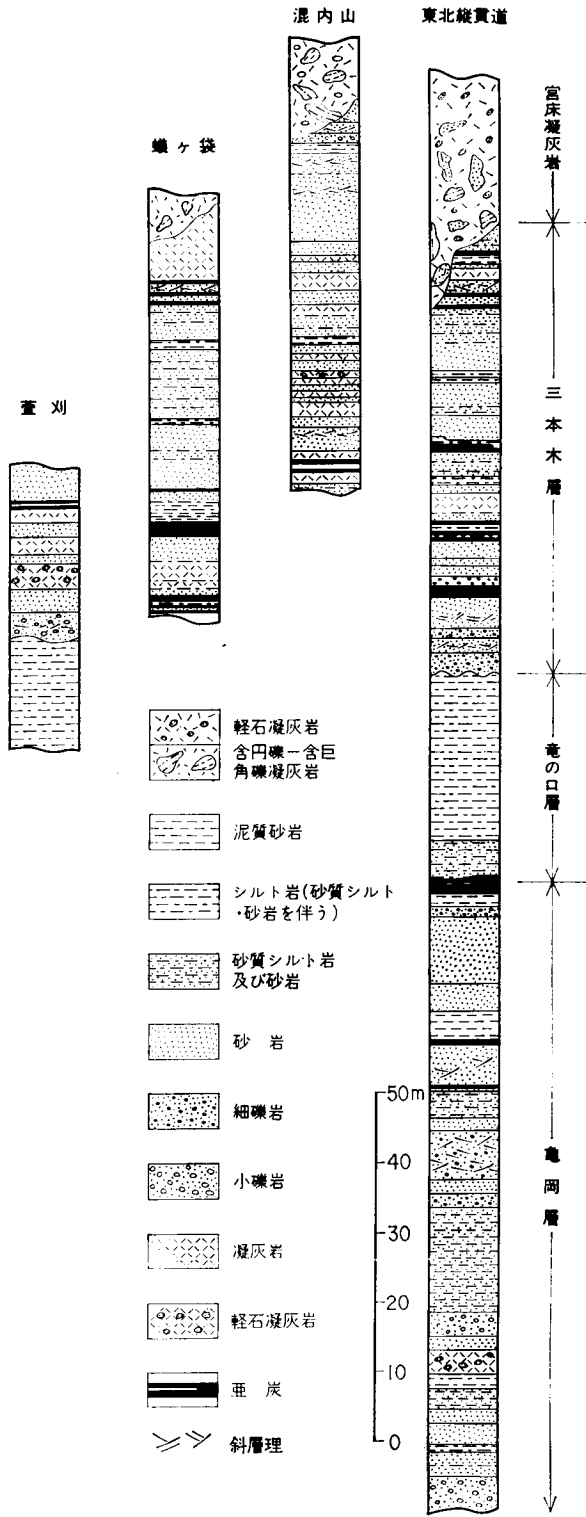 混内山
東北縦貫道
蟻ヶ袋
萱刈
宮床凝灰岩
三本木層
竜の口層
亀岡層
軽石凝灰岩
含円礫－含巨
角礫凝灰岩
泥質砂岩
シルト岩(砂質シルト
・砂岩を伴う)
砂質シルト岩
及び砂岩
砂岩
細礫岩
小礫岩
凝灰岩
軽石凝灰岩
亜炭
斜層理
50m
40
30
20
10
0